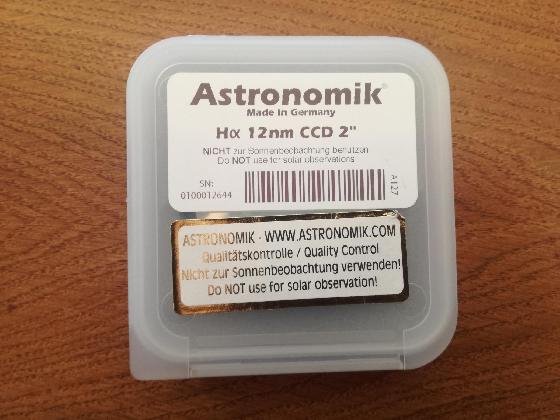 Astronomik®
Made in Germany
Hα 12nm CCD 2"
NICHT zur Sonnenbeobachtung benutzen
Do NOT use for solar observations
SN:
0100012644
A127
ASTRONOMIK - WWW.ASTRONOMIK.COM
Qualitätskontrolle / Quality Control
Nicht zur Sonnenbeobachtung verwenden!
Do NOT use for solar observation!